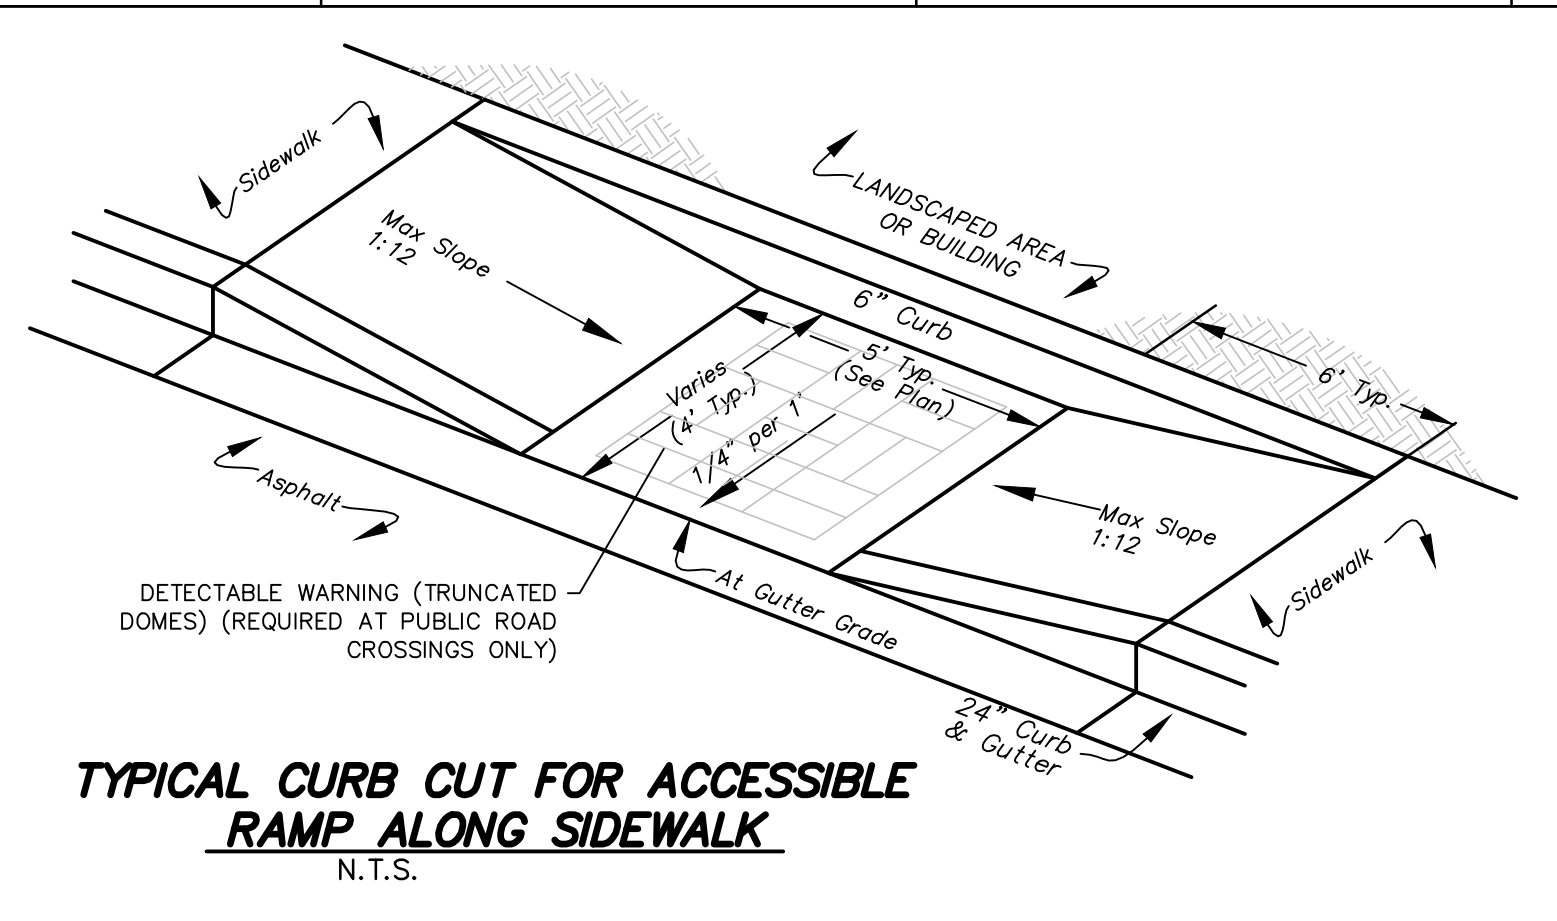 Sidewalk
Max Slope
1:12
LANDSCAPED AREA
OR BUILDING
6" Curb
6' Typ.
5' Typ.
(See Plan)
Varies
(4' Typ.)
1/4" per 1'
Asphalt
Max Slope
1:12
Sidewalk
DETECTABLE WARNING (TRUNCATED
DOMES) (REQUIRED AT PUBLIC ROAD
CROSSINGS ONLY)
At Gutter Grade
24" Curb
& Gutter
TYPICAL CURB CUT FOR ACCESSIBLE
RAMP ALONG SIDEWALK
N.T.S.